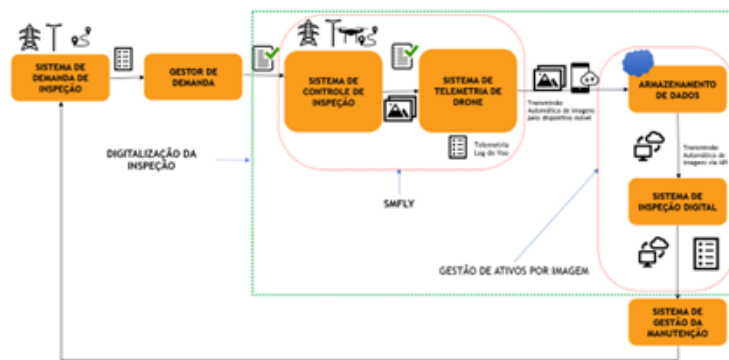 SISTEMA DE
DEMANDA DE
INSPEÇÃO
GESTOR DE
DEMANDA
SISTEMA DE
CONTROLE DE
INSPEÇÃO
SISTEMA DE
TELEMETRIA DE
DRONE
Transmissão
Automática de imagens
pelo dispositivo móvel
ARMAZENAMENTO
DE DADOS
DIGITALIZAÇÃO DA
INSPEÇÃO
Telemetria
Log de Voo
Transmissão
Automática de
imagens via API
SMFLY
SISTEMA DE
INSPEÇÃO DIGITAL
GESTÃO DE ATIVOS POR IMAGEM
SISTEMA DE
GESTÃO DA
MANUTENÇÃO